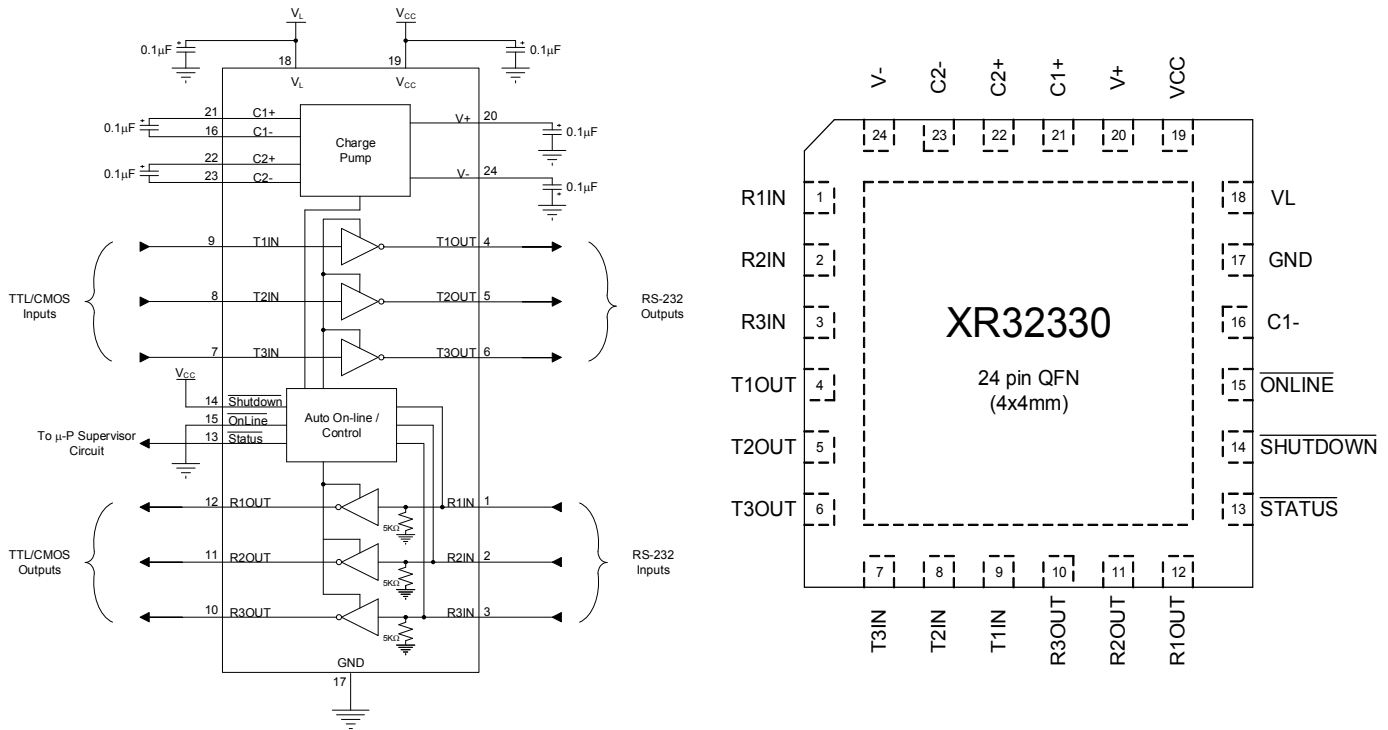 VL
VCC
0.1μF +
+ 0.1μF
18
19
VL
VCC
21 C1+
0.1μF +
16 C1-
22 C2+
0.1μF +
23 C2-
Charge
Pump
V+ 20
+ 0.1μF
V- 24
0.1μF
+
9 T1IN
T1OUT 4
8 T2IN
T2OUT 5
7 T3IN
T3OUT 6
TTL/CMOS
Inputs
RS-232
Outputs
VCC
14 Shutdown
15 OnLine
13 Status
Auto On-line /
Control
To μ-P Supervisor
Circuit
12 R1OUT
R1IN 1
5KΩ
11 R2OUT
R2IN 2
5KΩ
10 R3OUT
R3IN 3
5KΩ
TTL/CMOS
Outputs
RS-232
Inputs
GND
17
V-
C2-
C2+
C1+
V+
VCC
24
23
22
21
20
19
R1IN 1
R2IN 2
R3IN 3
T1OUT 4
T2OUT 5
T3OUT 6
XR32330
24 pin QFN
(4x4mm)
18 VL
17 GND
16 C1-
15 ONLINE
14 SHUTDOWN
13 STATUS
7
8
9
10
11
12
T3IN
T2IN
T1IN
R3OUT
R2OUT
R1OUT